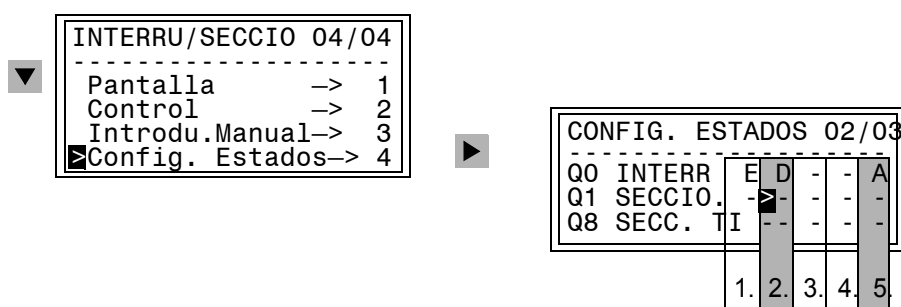 INTERRU/SECCIO 04/04
---------------------
Pantalla —> 1
Control —> 2
Introdu.Manual—> 3
>Config. Estados—> 4
CONFIG. ESTADOS 02/03
---------------------
Q0 INTERR E D - - A
Q1 SECCIO. ->- - - -
Q8 SECC. TI -- - - -
1. 2. 3. 4. 5.